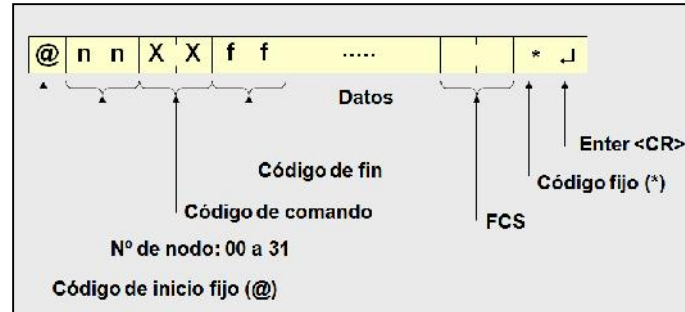 @ n n X X f f ..... * ↵
Datos
Enter <CR>
Código de fin
Código fijo (*)
Código de comando
FCS
Nº de nodo: 00 a 31
Código de inicio fijo (@)